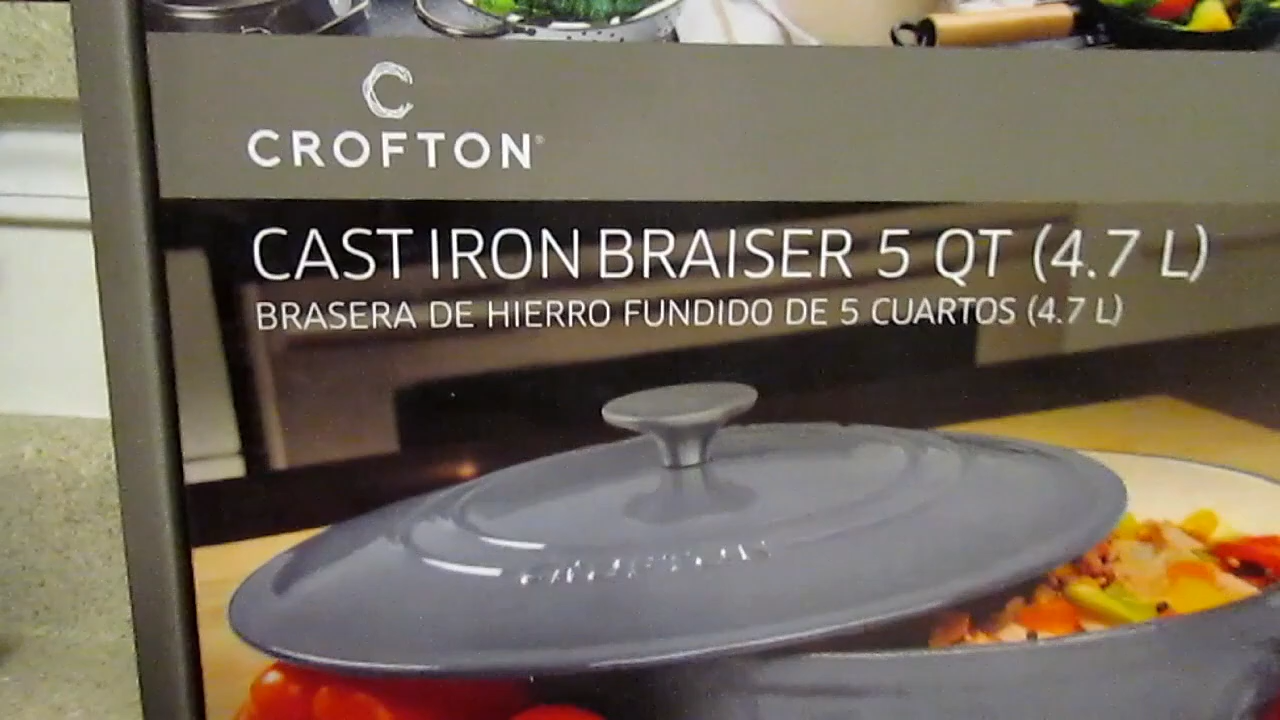 C
CROFTON®
CAST IRON BRAISER 5 QT (4.7 L)
BRASERA DE HIERRO FUNDIDO DE 5 CUARTOS (4.7 L)